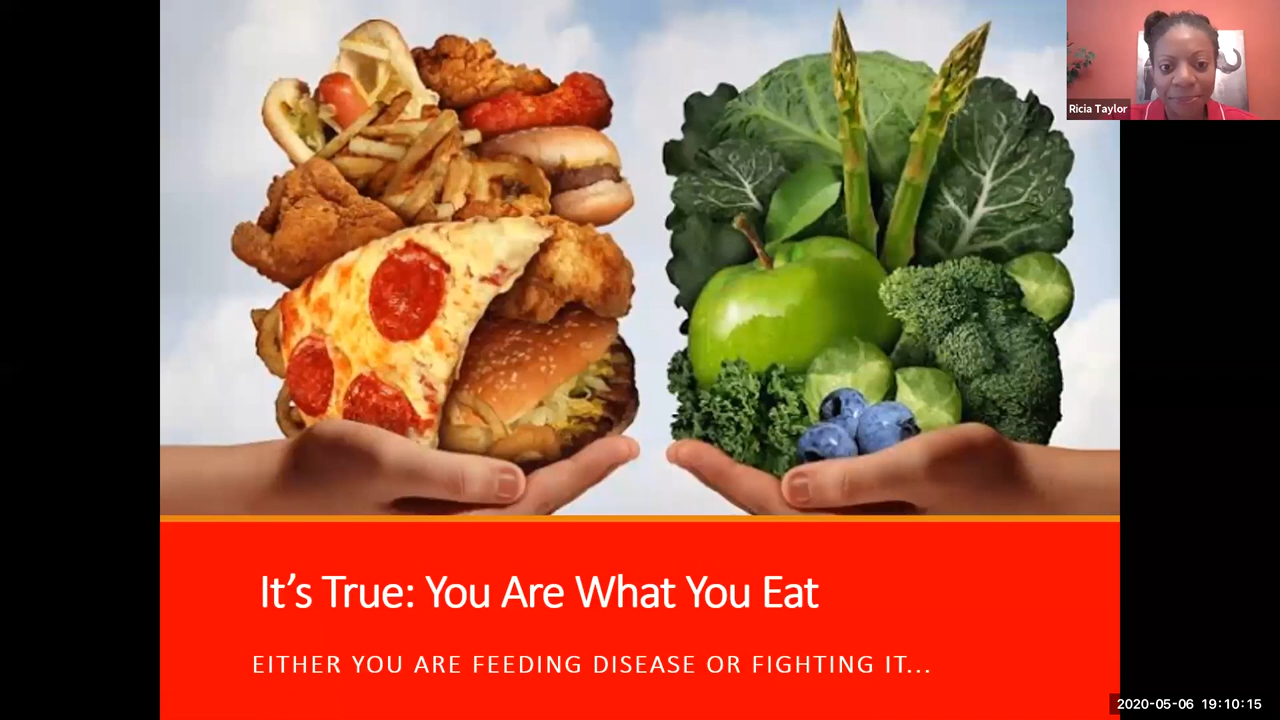 Ricia Taylor
It's True: You Are What You Eat
EITHER YOU ARE FEEDING DISEASE OR FIGHTING IT...
2020-05-06 19:10:15